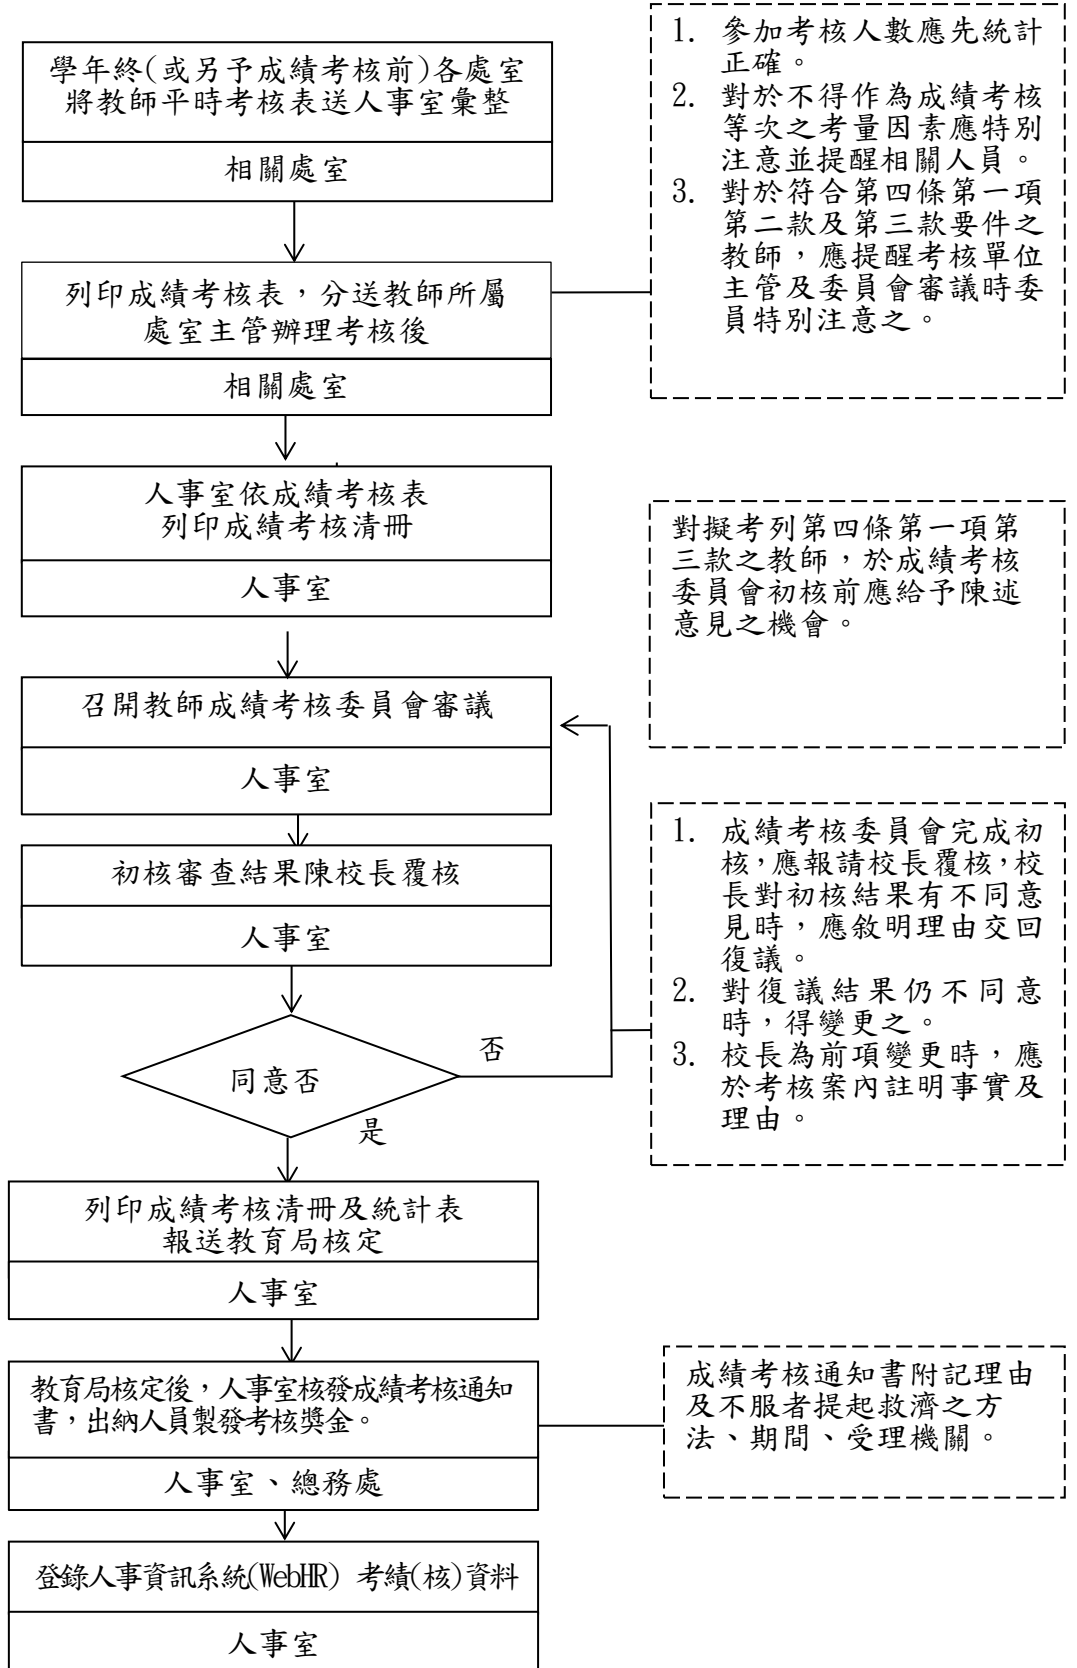 學年終(或另予成績考核前)各處室
將教師平時考核表送人事室彙整
相關處室
1. 參加考核人數應先統計
正確。
2. 對於不得作為成績考核
等次之考量因素應特別
注意並提醒相關人員。
3. 對於符合第四條第一項
第二款及第三款要件之
教師，應提醒考核單位
主管及委員會審議時委
員特別注意之。
列印成績考核表，分送教師所屬
處室主管辦理考核後
相關處室
人事室依成績考核表
列印成績考核清冊
人事室
對擬考列第四條第一項第
三款之教師，於成績考核
委員會初核前應給予陳述
意見之機會。
召開教師成績考核委員會審議
人事室
初核審查結果陳校長覆核
人事室
1. 成績考核委員會完成初
核，應報請校長覆核，校
長對初核結果有不同意
見時，應敘明理由交回
復議。
2. 對復議結果仍不同意
時，得變更之。
3. 校長為前項變更時，應
於考核案內註明事實及
理由。
同意否
否
是
列印成績考核清冊及統計表
報送教育局核定
人事室
教育局核定後，人事室核發成績考核通知
書，出納人員製發考核獎金。
人事室、總務處
成績考核通知書附記理由
及不服者提起救濟之方
法、期間、受理機關。
登錄人事資訊系統(WebHR) 考績(核)資料
人事室